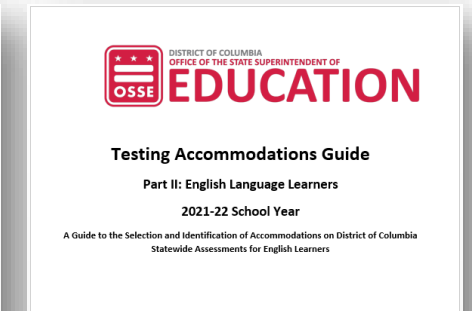 DISTRICT OF COLUMBIA
OFFICE OF THE STATE SUPERINTENDENT OF
OSSE EDUCATION
Testing Accommodations Guide
Part II: English Language Learners
2021-22 School Year
A Guide to the Selection and Identification of Accommodations on District of Columbia
Statewide Assessments for English Learners